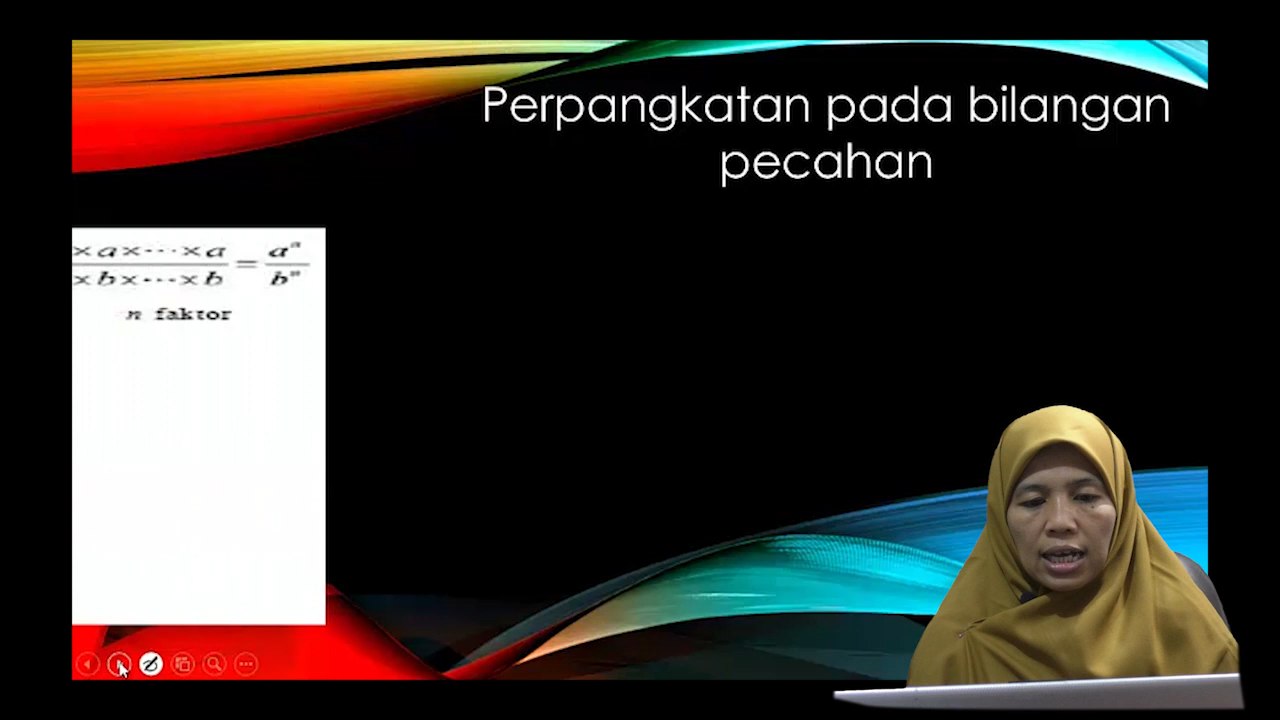 Perpangkatan pada bilangan
pecahan
×a×···×a / ×b×···×b = aⁿ / bⁿ
n faktor